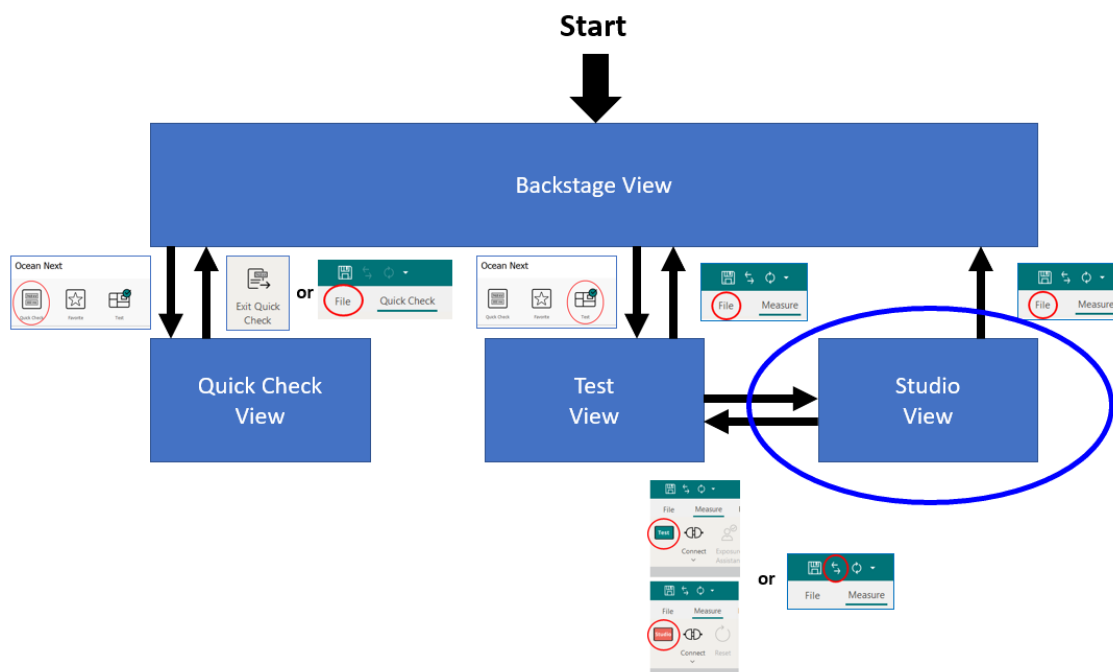 Start
Backstage View
Ocean Next
Quick Check
Favorite
Test
Exit Quick
Check
or
File
Quick Check
Ocean Next
Quick Check
Favorite
Test
File
Measure
File
Measure
Quick Check
View
Test
View
Studio
View
File
Measure
Test
Connect
Exposure
Assistan
File
Measure
Studio
Connect
Reset
or
File
Measure